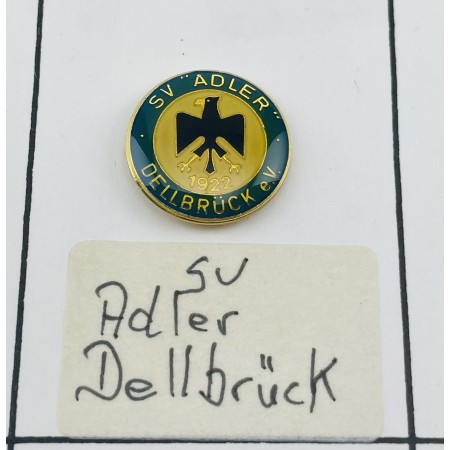 SV "ADLER"
1922
DELLBRÜCK e.V.
SV
Adler
Dellbrück